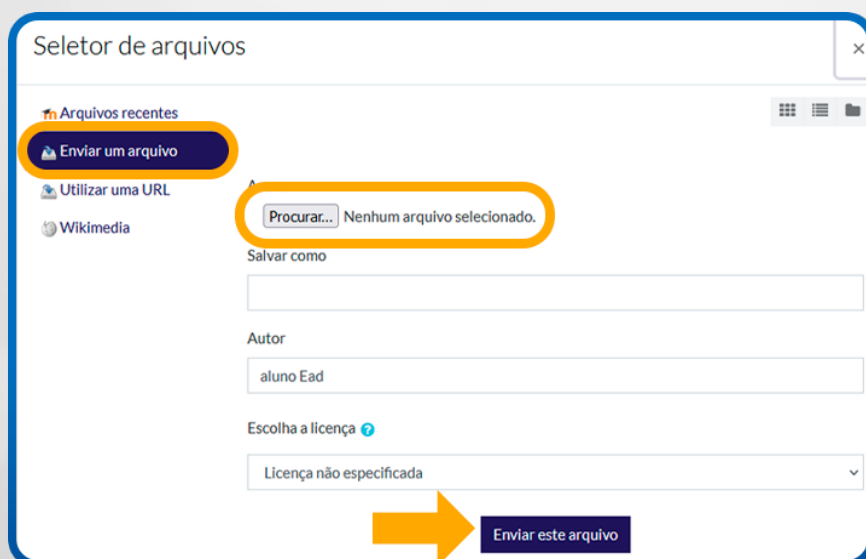 Seletor de arquivos
×
Arquivos recentes
Enviar um arquivo
Utilizar uma URL
Wikimedia
Procurar... Nenhum arquivo selecionado.
Salvar como
Autor
aluno Ead
Escolha a licença ?
Licença não especificada
Enviar este arquivo